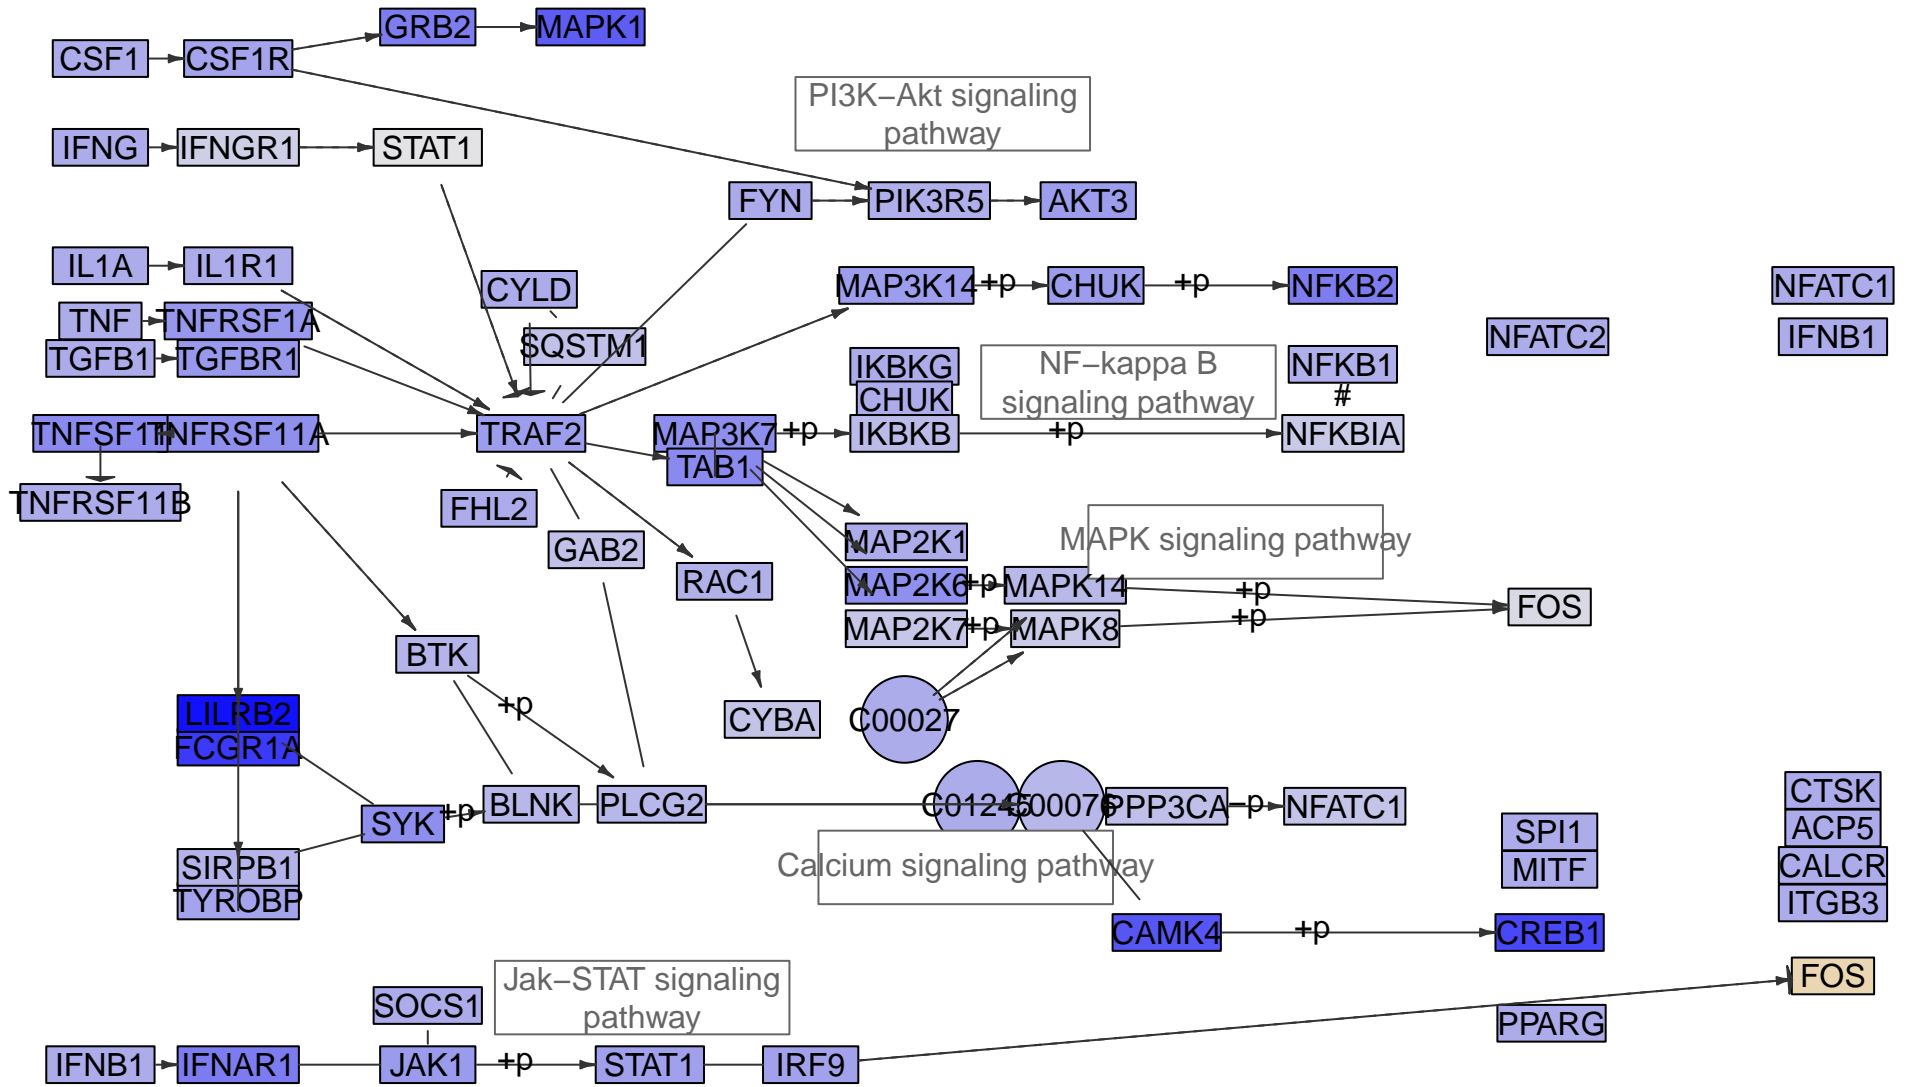 GRB2
MAPK1
CSF1
CSF1R
PI3K−Akt signaling
pathway
IFNG
IFNGR1
STAT1
FYN
PIK3R5
AKT3
IL1A
IL1R1
CYLD
MAP3K14
+p
CHUK
+p
NFKB2
NFATC1
TNF
TNFRSF1A
SQSTM1
NFATC2
IFNB1
TGFB1
TGFBR1
IKBKG
NF−kappa B
signaling pathway
NFKB1
CHUK
#
TNFSF11
TNFRSF11A
TRAF2
MAP3K7
+p
IKBKB
+p
NFKBIA
TAB1
TNFRSF11B
FHL2
GAB2
MAP2K1
MAPK signaling pathway
RAC1
MAP2K6
+p
MAPK14
+p
FOS
MAP2K7
+p
MAPK8
+p
BTK
LILRB2
+p
CYBA
C00027
FCGR1A
SYK
+p
BLNK
PLCG2
C01245
C00076
PPP3CA
−p
NFATC1
CTSK
SPI1
ACP5
SIRPB1
Calcium signaling pathway
MITF
CALCR
TYROBP
ITGB3
CAMK4
+p
CREB1
Jak−STAT signaling
pathway
FOS
SOCS1
PPARG
IFNB1
IFNAR1
JAK1
+p
STAT1
IRF9